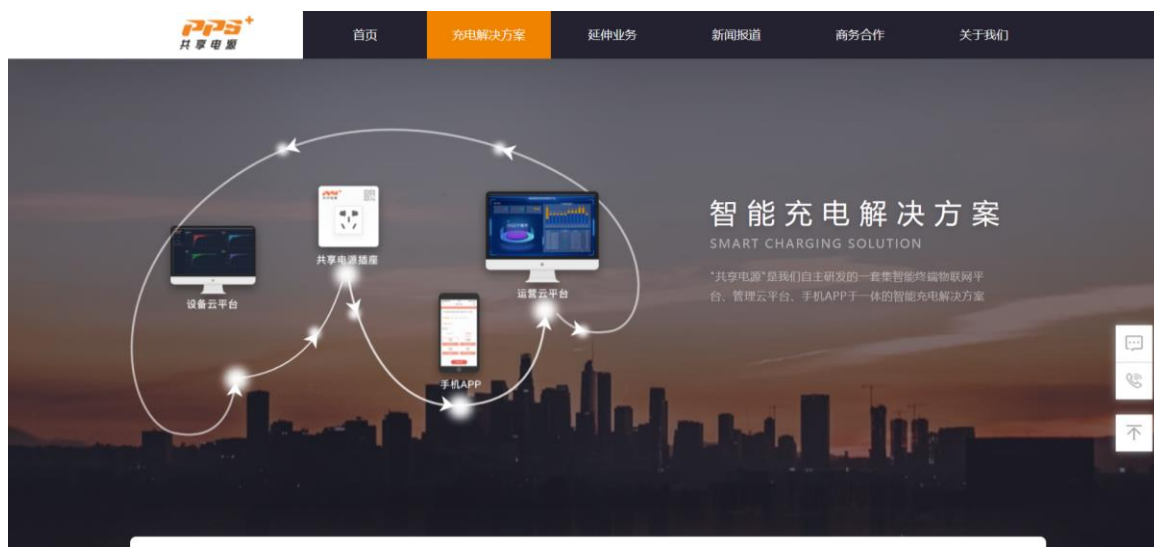 PPS+
共享电源
首页
充电解决方案
延伸业务
新闻报道
商务合作
关于我们
智能充电解决方案
SMART CHARGING SOLUTION
“共享电源”是我们自主研发的一套集智能终端物联网平
台、管理云平台、手机APP于一体的智能充电解决方案
PPS+
共享电源插座
设备云平台
运营云平台
手机APP